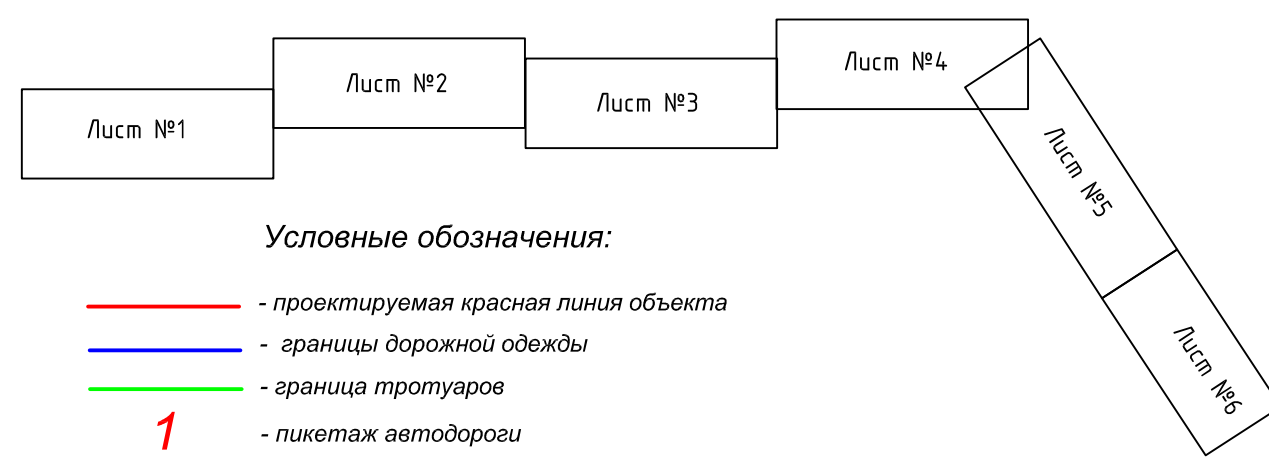 Лист №1
Лист №2
Лист №3
Лист №4
Лист №5
Лист №6
Условные обозначения:
- проектируемая красная линия объекта
- границы дорожной одежды
- граница тротуаров
1 - пикетаж автодороги